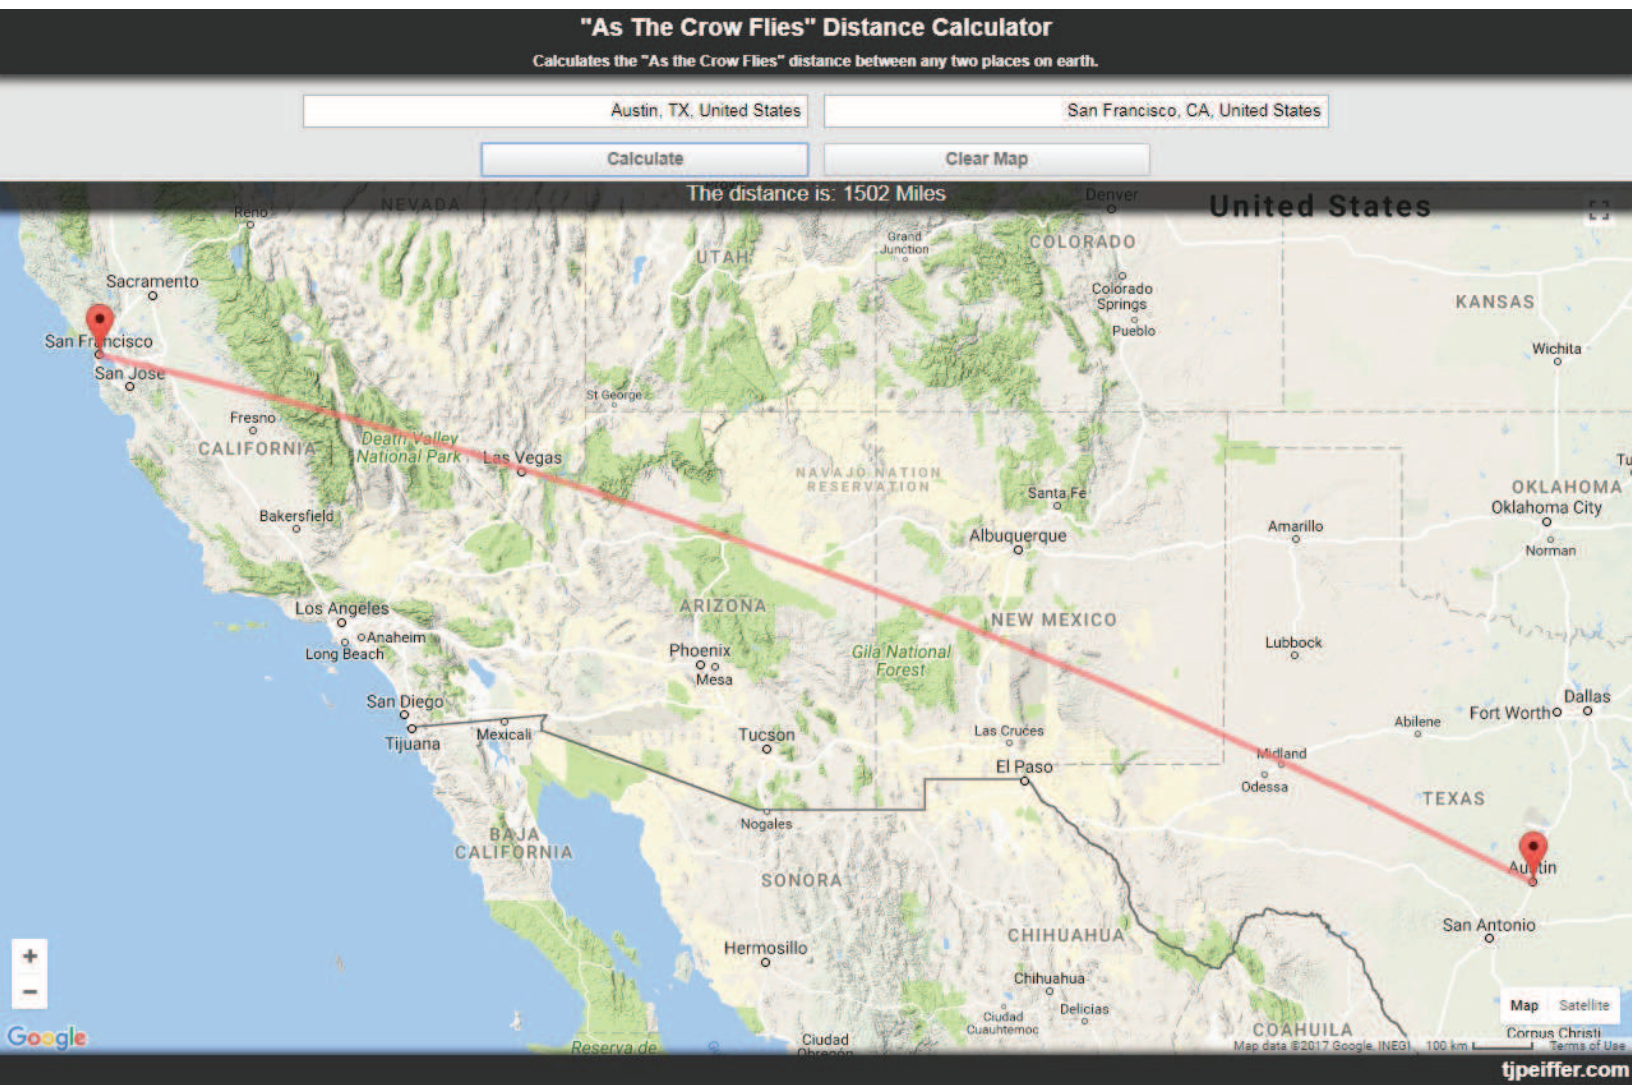 "As The Crow Flies" Distance Calculator
Calculates the "As the Crow Flies" distance between any two places on earth.
Austin, TX, United States
San Francisco, CA, United States
Calculate
Clear Map
The distance is: 1502 Miles
Reno
NEVADA
Denver
United States
Grand
Junction
COLORADO
UTAH
Sacramento
Colorado
Springs
KANSAS
Pueblo
San Francisco
Wichita
San Jose
St George
Fresno
CALIFORNIA
Death Valley
National Park
Las Vegas
NAVAJO NATION
RESERVATION
Santa Fe
Tu
OKLAHOMA
Oklahoma City
Bakersfield
Albuquerque
Amarillo
Norman
Los Angeles
Anaheim
Long Beach
ARIZONA
NEW MEXICO
Phoenix
Mesa
Gila National
Forest
Lubbock
San Diego
Tijuana
Mexicali
Tucson
Las Cruces
Abilene
Fort Worth
Dallas
El Paso
Midland
Odessa
TEXAS
Nogales
BAJA
CALIFORNIA
SONORA
Austin
San Antonio
Hermosillo
CHIHUAHUA
Chihuahua
Delicias
Ciudad
Cuauhtemoc
COAHUILA
Ciudad
Obregón
Reserva de
+
−
Google
Map
Satellite
Corpus Christi
Map data ©2017 Google, INEGI
100 km
Terms of Use
tjpeiffer.com